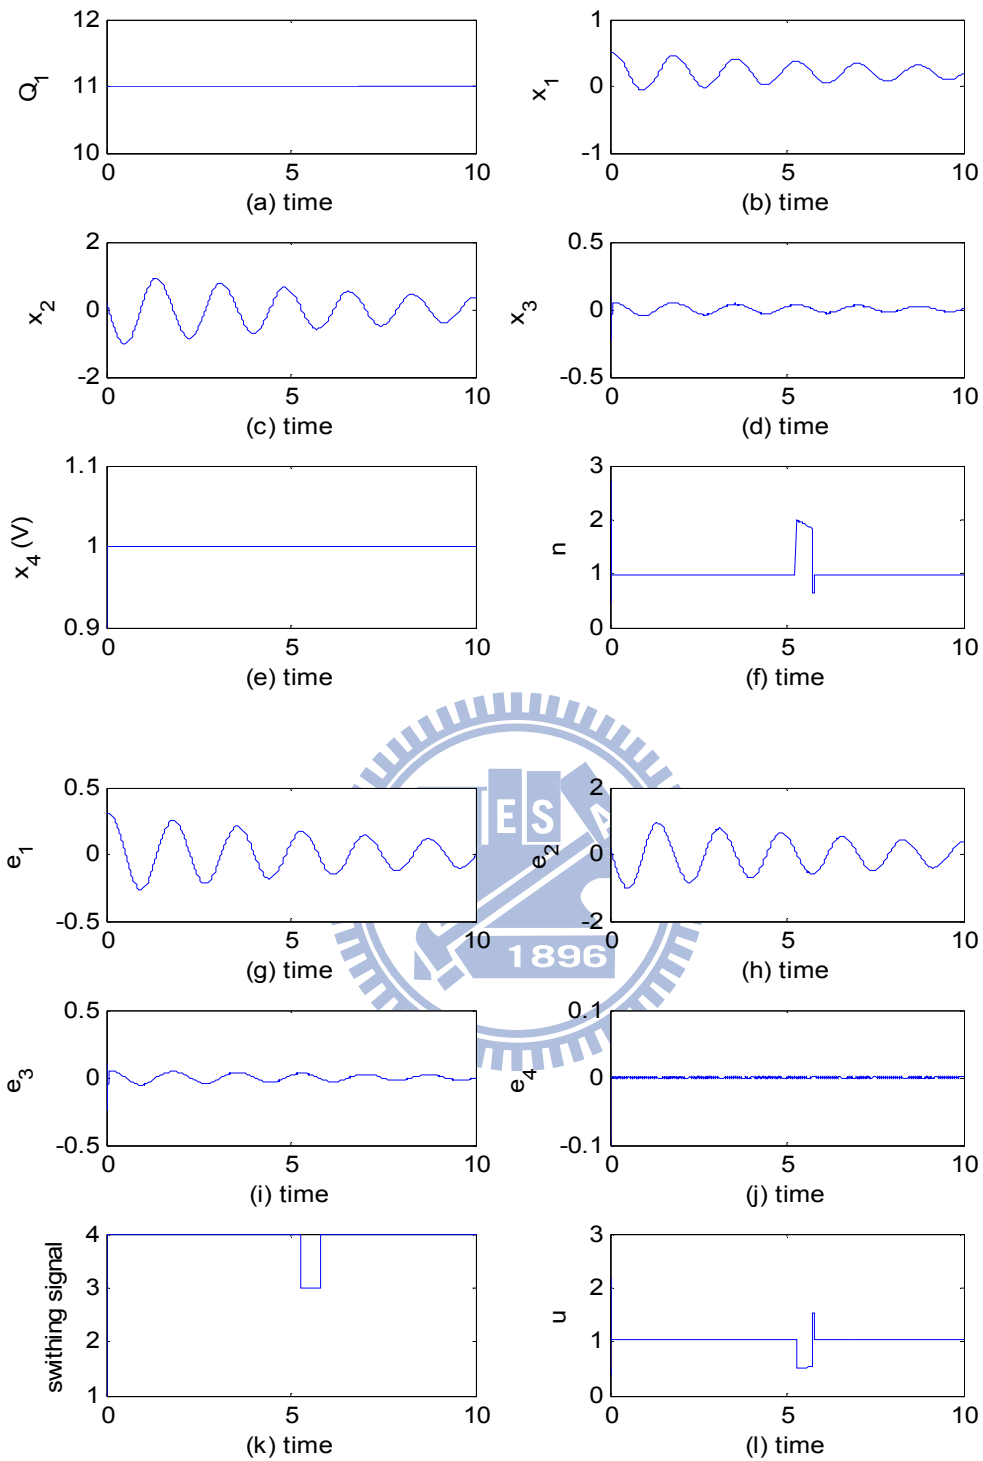 12
11
10
Q1
0 5 10
(a) time
1
0
-1
x1
0 5 10
(b) time
2
0
-2
x2
0 5 10
(c) time
0.5
0
-0.5
x3
0 5 10
(d) time
1.1
1
0.9
x4 (V)
0 5 10
(e) time
3
2
1
0
n
0 5 10
(f) time
0.5
0
-0.5
e1
0 5 10
(g) time
2
0
-2
e2
0 5 10
(h) time
ES A
1896
0.5
0
-0.5
e3
0 5 10
(i) time
0.1
0
-0.1
e4
0 5 10
(j) time
4
3
2
1
swithing signal
0 5 10
(k) time
3
2
1
0
u
0 5 10
(l) time